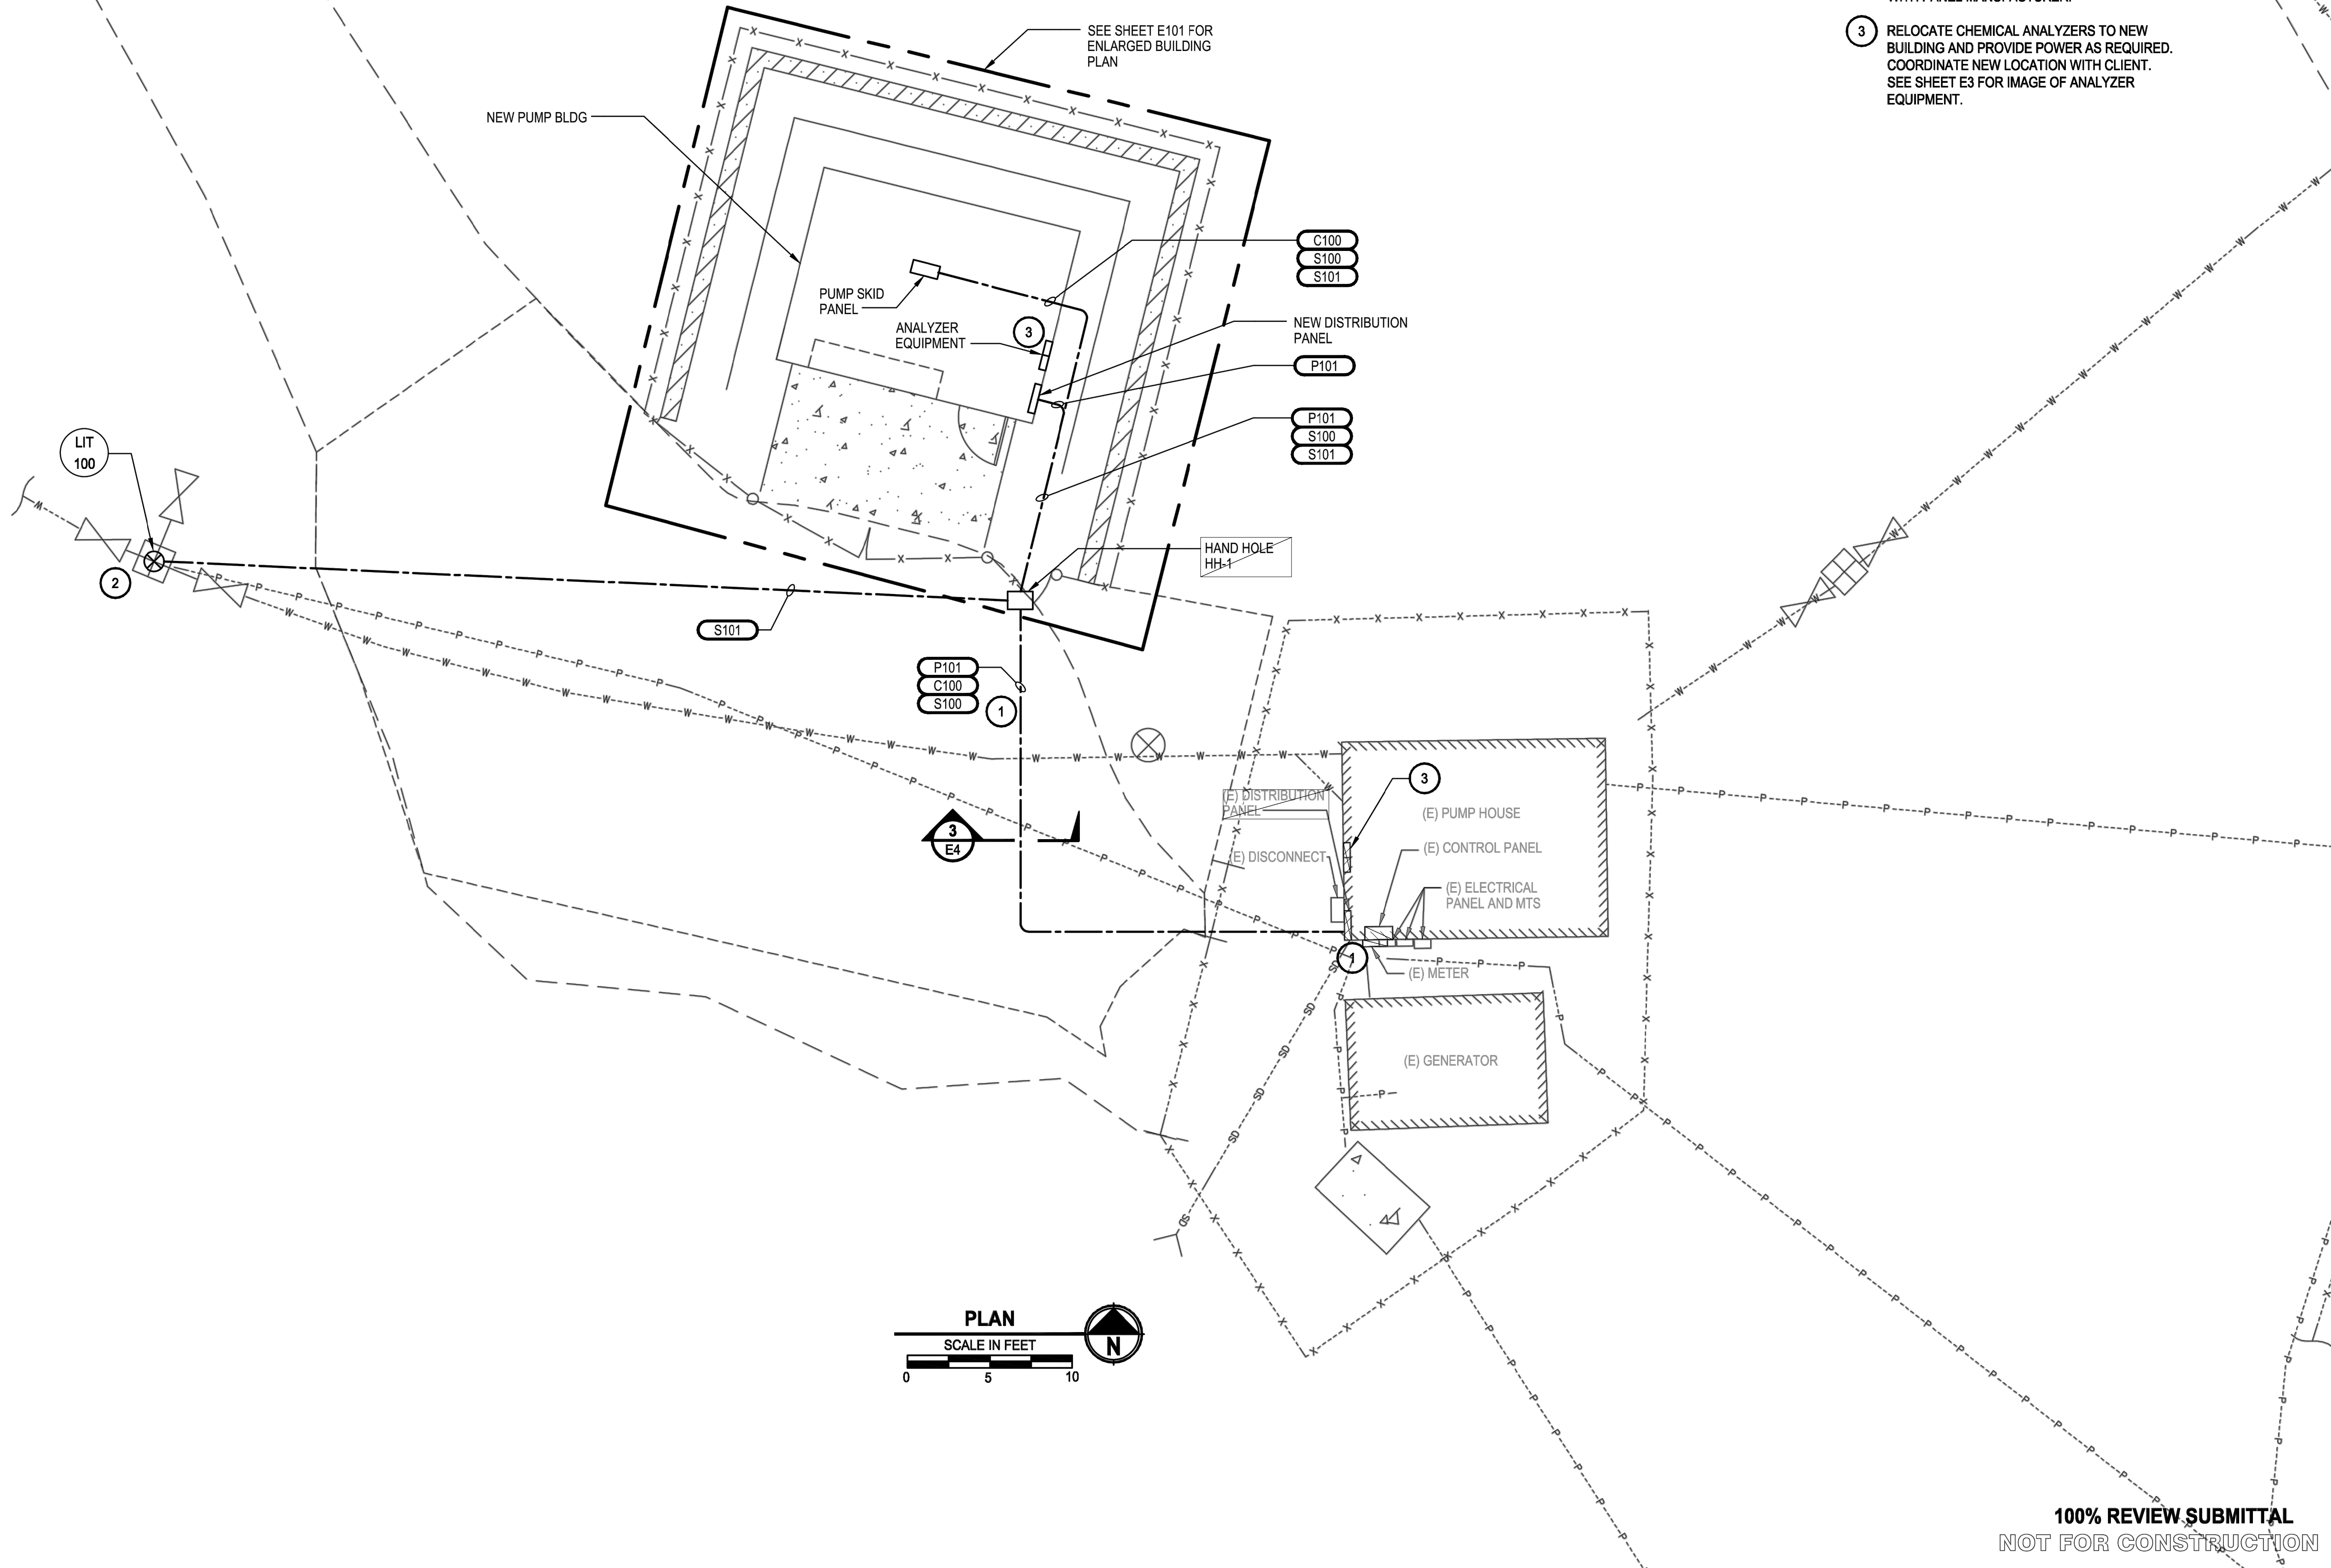 3 RELOCATE CHEMICAL ANALYZERS TO NEW
BUILDING AND PROVIDE POWER AS REQUIRED.
COORDINATE NEW LOCATION WITH CLIENT.
SEE SHEET E3 FOR IMAGE OF ANALYZER
EQUIPMENT.
SEE SHEET E101 FOR
ENLARGED BUILDING
PLAN
NEW PUMP BLDG
C100
S100
S101
PUMP SKID
PANEL
ANALYZER
EQUIPMENT
3
NEW DISTRIBUTION
PANEL
P101
P101
S100
S101
LIT
100
2
HAND HOLE
HH-1
S101
P101
C100
S100
1
3
E4
(E) DISTRIBUTION
PANEL
(E) DISCONNECT
3
(E) PUMP HOUSE
(E) CONTROL PANEL
(E) ELECTRICAL
PANEL AND MTS
1
(E) METER
(E) GENERATOR
PLAN
SCALE IN FEET
0 5 10
N
100% REVIEW SUBMITTAL
NOT FOR CONSTRUCTION